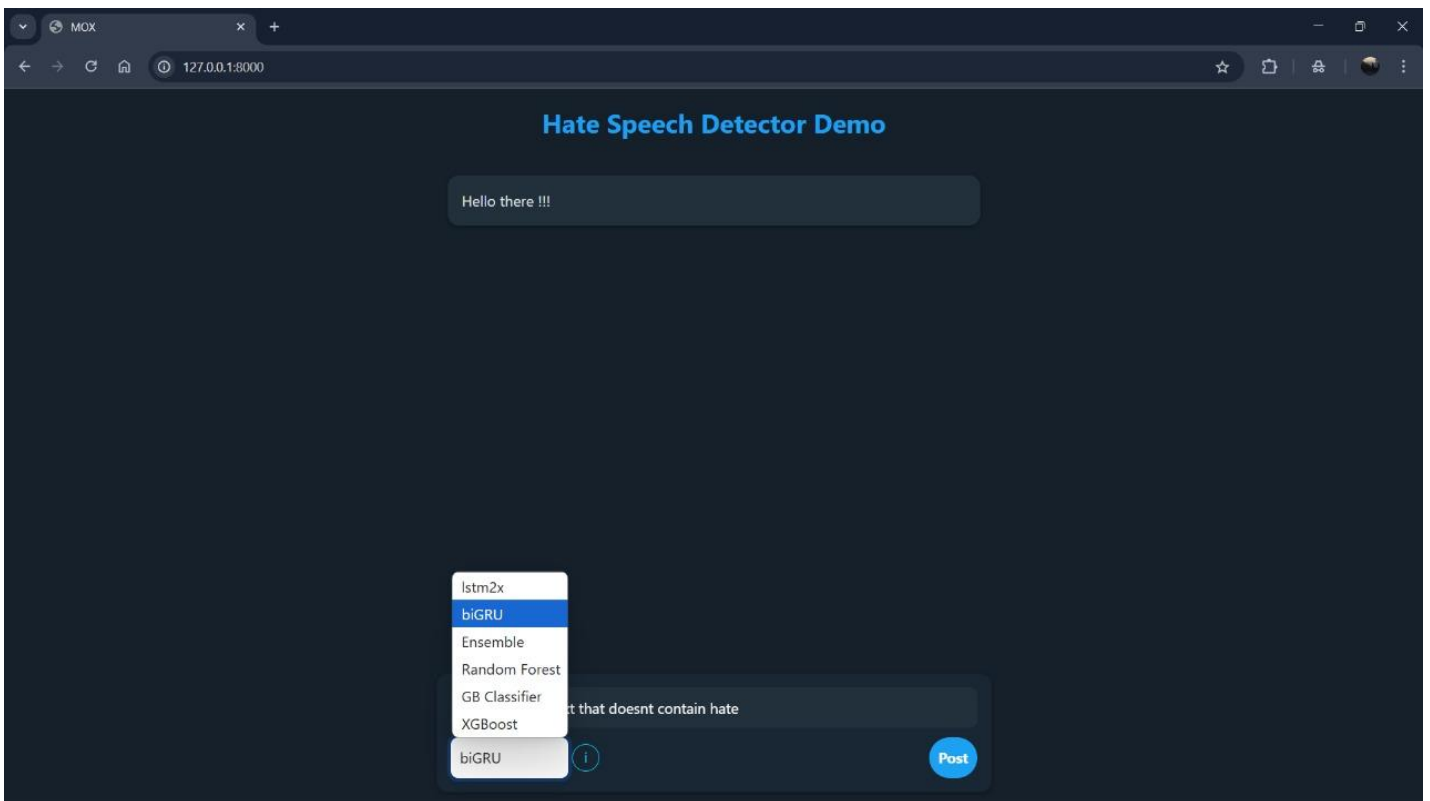 MOX
127.0.0.1:8000
Hate Speech Detector Demo
Hello there !!!
lstm2x
biGRU
Ensemble
Random Forest
GB Classifier
XGBoost
that doesnt contain hate
biGRU
i
Post